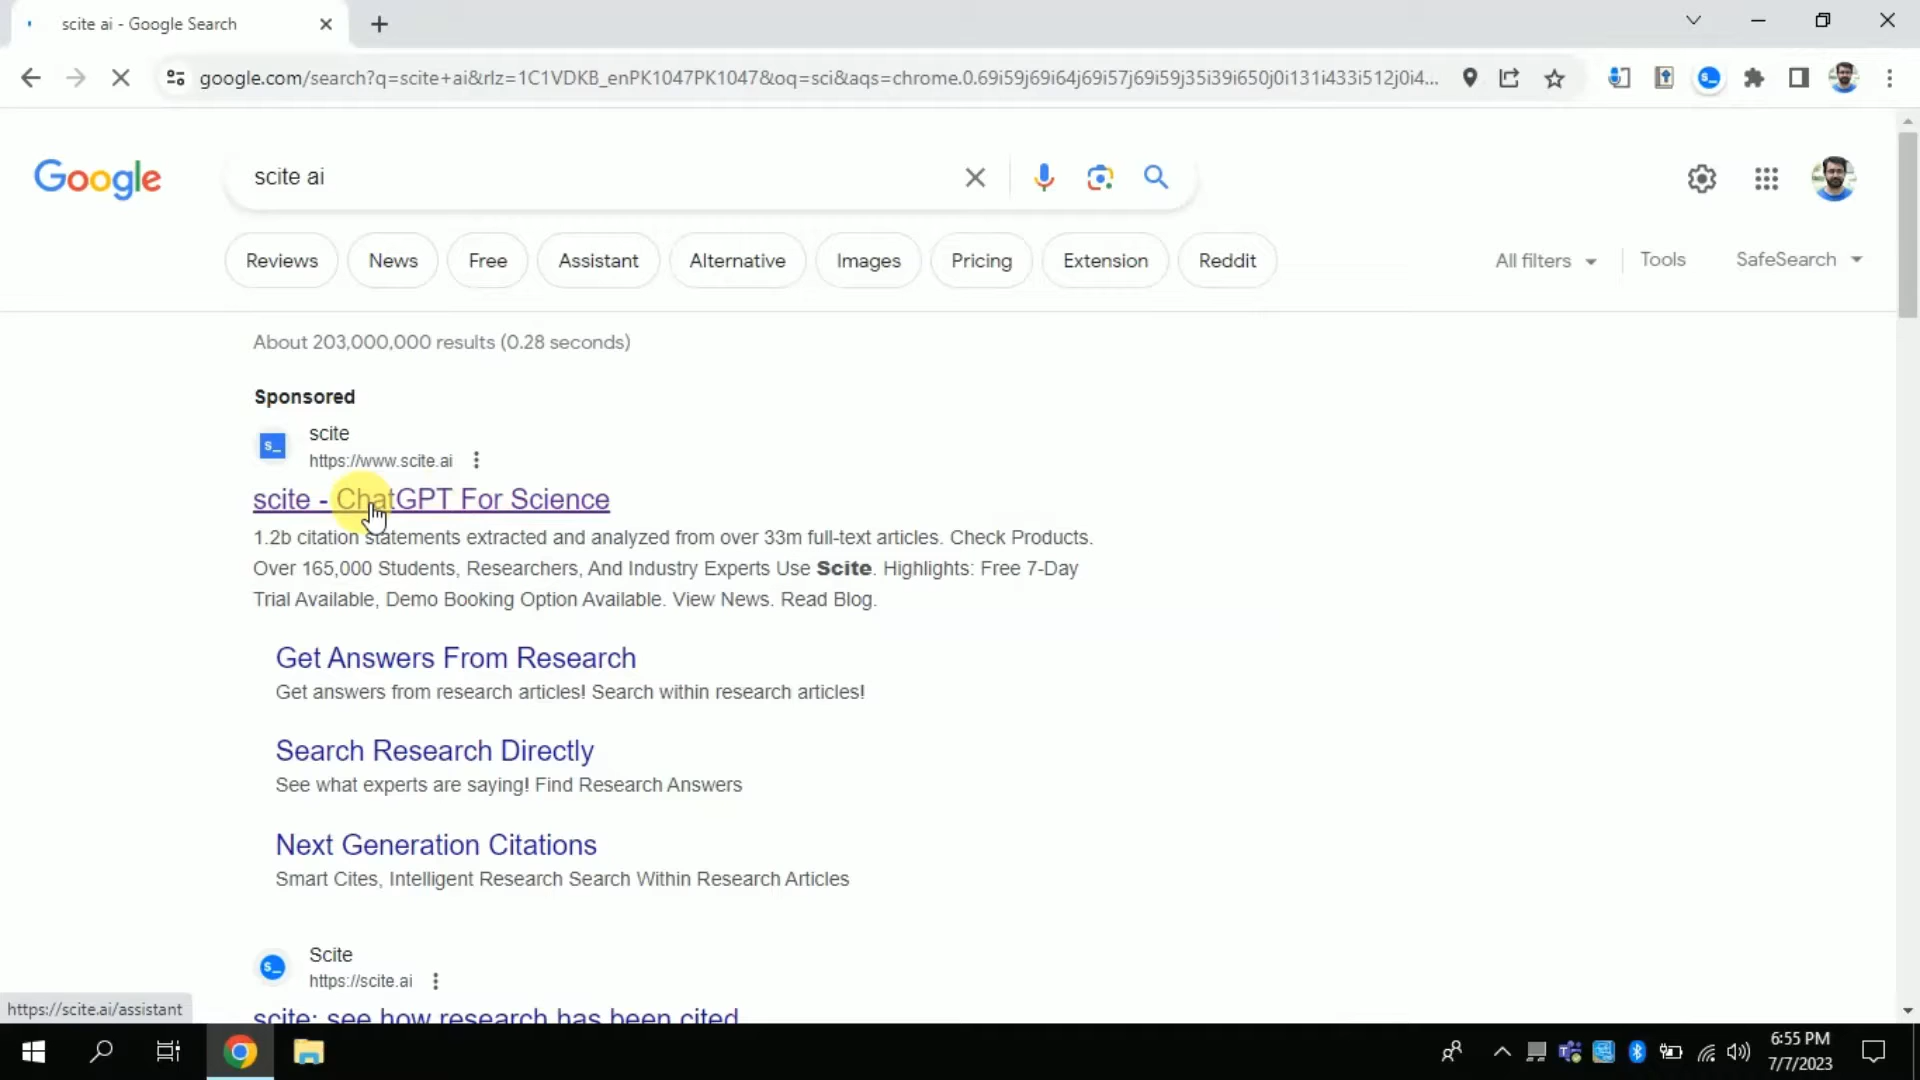 scite ai - Google Search
google.com/search?q=scite+ai&rlz=1C1VDKB_enPK1047PK1047&oq=sci&aqs=chrome.0.69i59j69i64j69i57j69i59j35i39i650j0i131i433i512j0i4...
Google
scite ai
Reviews
News
Free
Assistant
Alternative
Images
Pricing
Extension
Reddit
All filters
Tools
SafeSearch
About 203,000,000 results (0.28 seconds)
Sponsored
scite
https://www.scite.ai
scite - ChatGPT For Science
1.2b citation statements extracted and analyzed from over 33m full-text articles. Check Products.
Over 165,000 Students, Researchers, And Industry Experts Use Scite. Highlights: Free 7-Day
Trial Available, Demo Booking Option Available. View News. Read Blog.
Get Answers From Research
Get answers from research articles! Search within research articles!
Search Research Directly
See what experts are saying! Find Research Answers
Next Generation Citations
Smart Cites, Intelligent Research Search Within Research Articles
Scite
https://scite.ai
scite: see how research has been cited
https://scite.ai/assistant
6:55 PM
7/7/2023